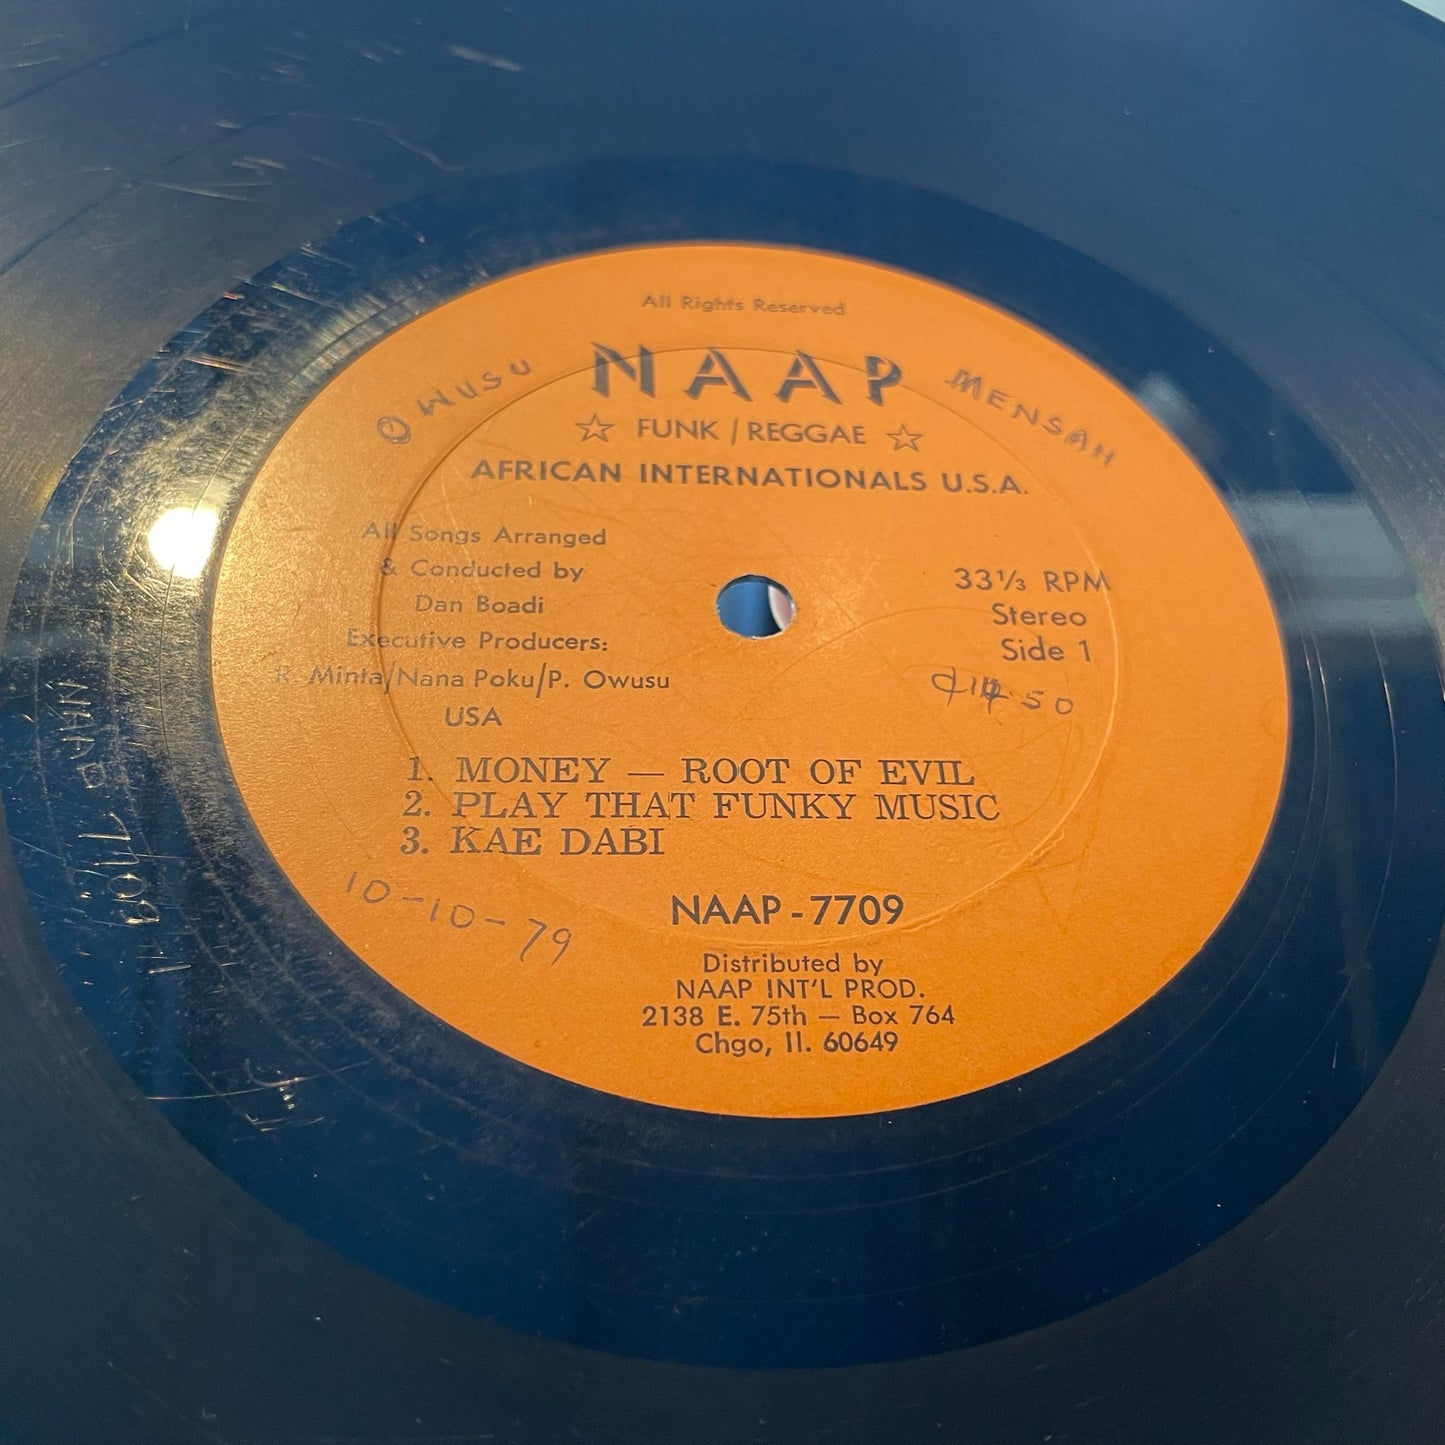 All Rights Reserved
OWUSU NAAP MENSAH
☆ FUNK / REGGAE ☆
AFRICAN INTERNATIONALS U.S.A.
All Songs Arranged
& Conducted by
Dan Boadi
Executive Producers:
R. Minta/Nana Poku/P. Owusu
USA
33⅓ RPM
Stereo
Side 1
1. MONEY — ROOT OF EVIL
2. PLAY THAT FUNKY MUSIC
3. KAE DABI
10-10-79
NAAP - 7709
Distributed by
NAAP INT'L PROD.
2138 E. 75th — Box 764
Chgo, Il. 60649
7709